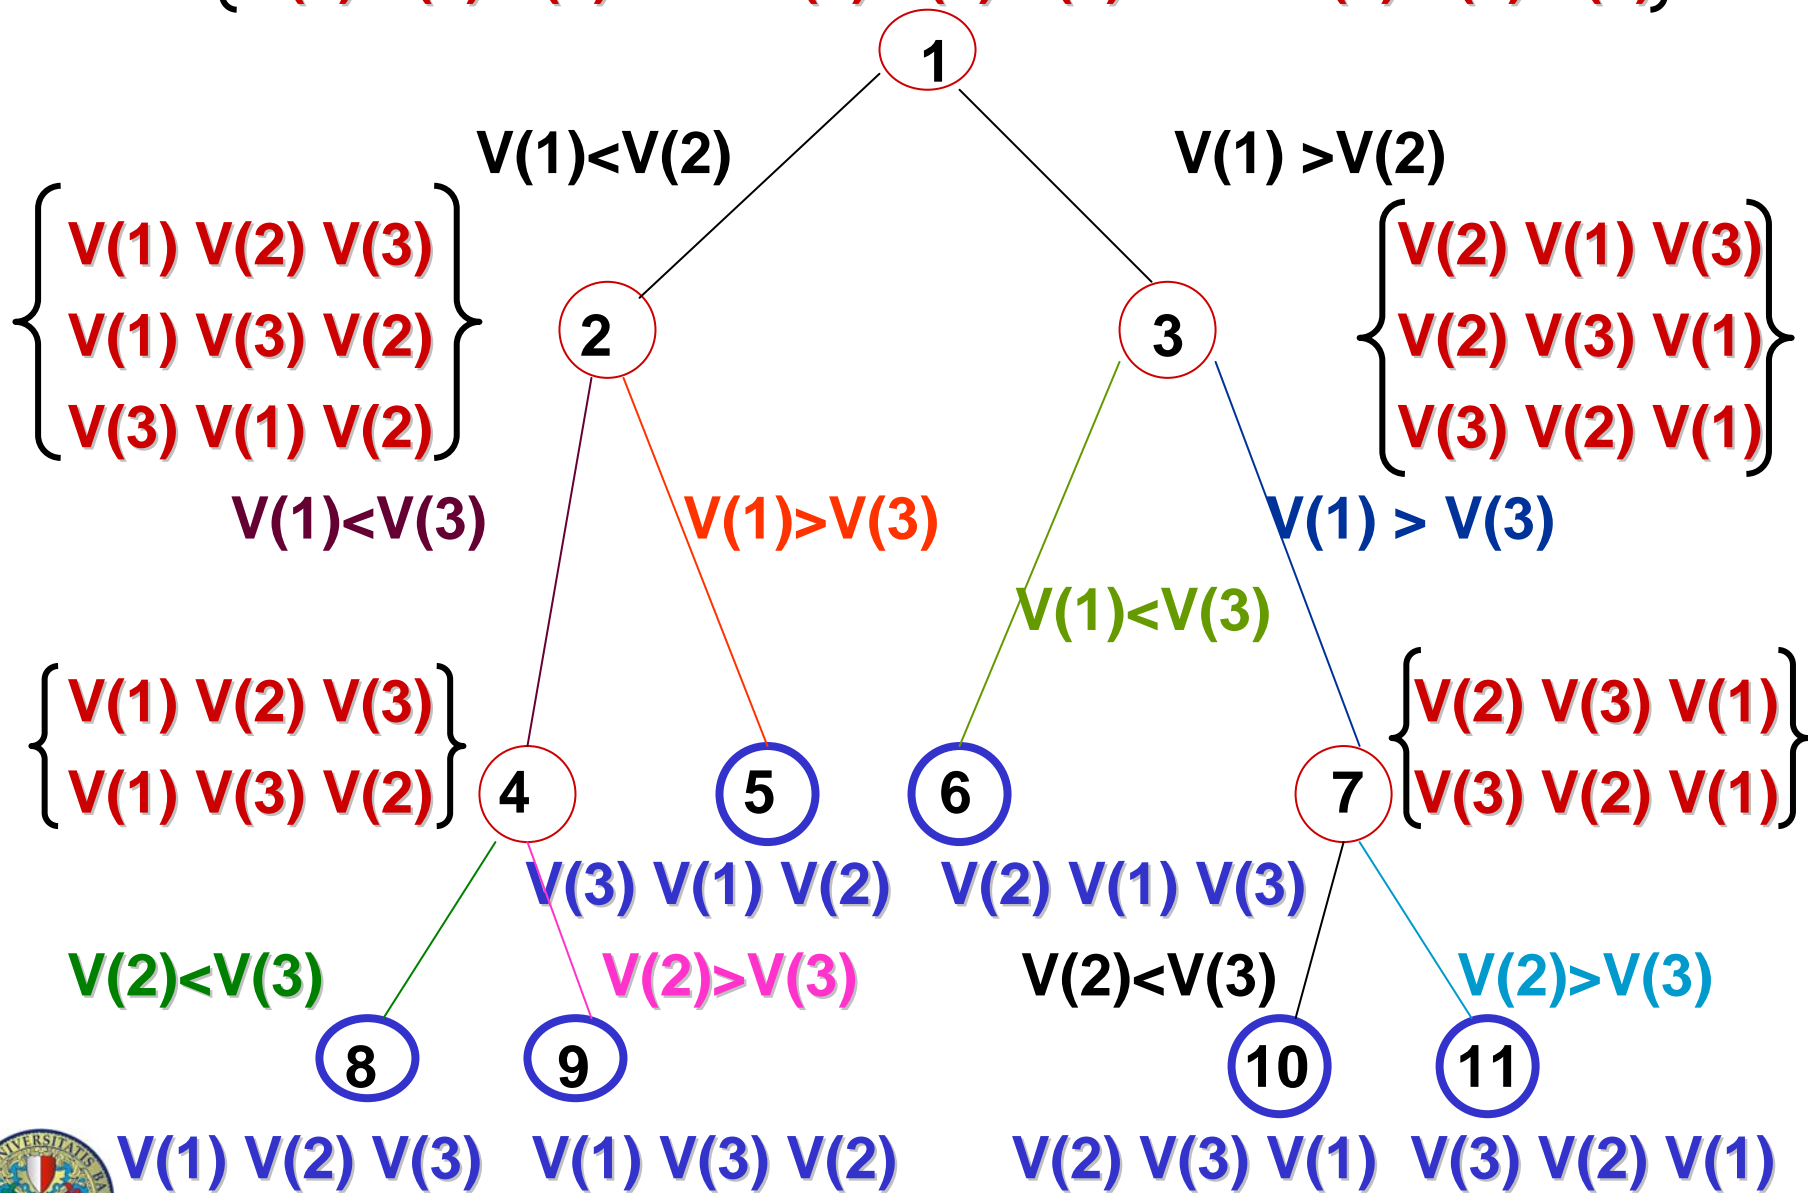 1
V(1)<V(2)
V(1) >V(2)
V(1) V(2) V(3)
V(1) V(3) V(2)
V(3) V(1) V(2)
2
3
V(2) V(1) V(3)
V(2) V(3) V(1)
V(3) V(2) V(1)
V(1)<V(3)
V(1)>V(3)
V(1)<V(3)
V(1) > V(3)
V(1) V(2) V(3)
V(1) V(3) V(2)
4
5
6
7
V(2) V(3) V(1)
V(3) V(2) V(1)
V(3) V(1) V(2)
V(2) V(1) V(3)
V(2)<V(3)
V(2)>V(3)
V(2)<V(3)
V(2)>V(3)
8
9
10
11
V(1) V(2) V(3)
V(1) V(3) V(2)
V(2) V(3) V(1)
V(3) V(2) V(1)